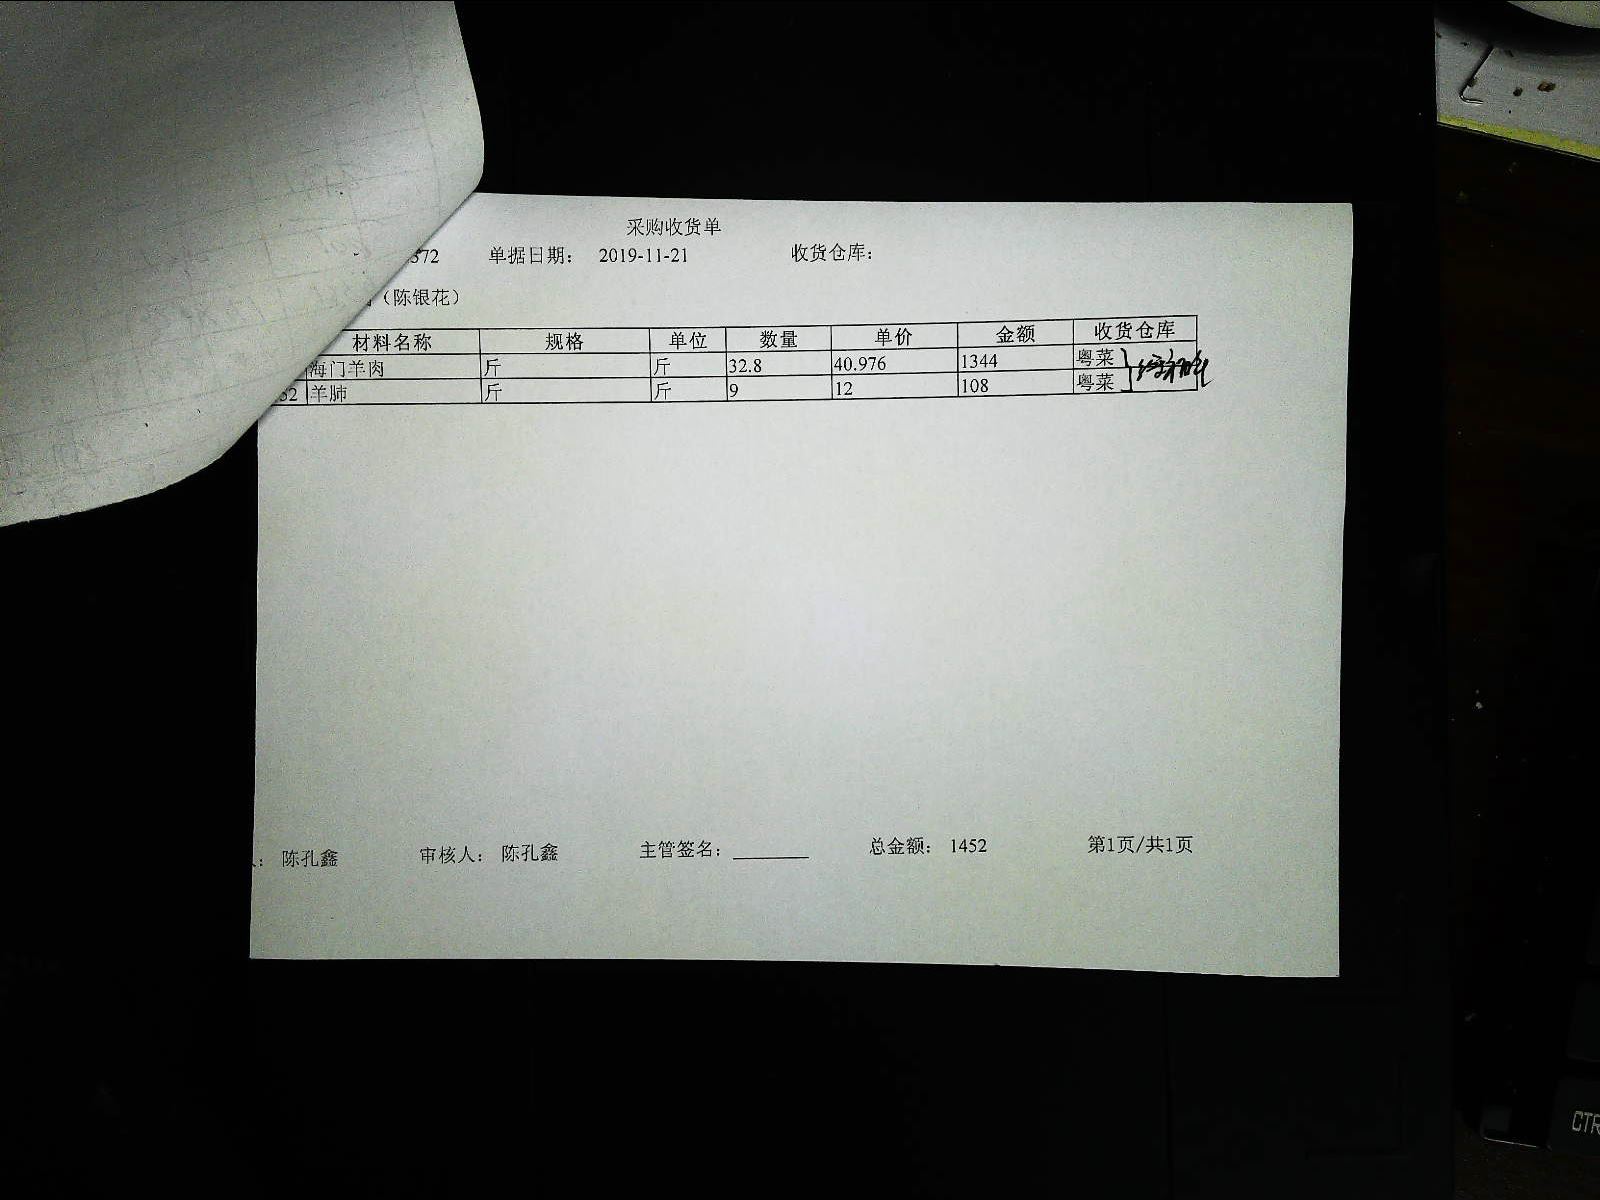 采购收货单
372 单据日期： 2019-11-21 收货仓库：
（陈银花）
材料名称 规格 单位 数量 单价 金额 收货仓库
海门羊肉 斤 斤 32.8 40.976 1344 粤菜
52 羊肺 斤 斤 9 12 108 粤菜
陈孔鑫 审核人： 陈孔鑫 主管签名： 总金额： 1452 第1页/共1页
CTR